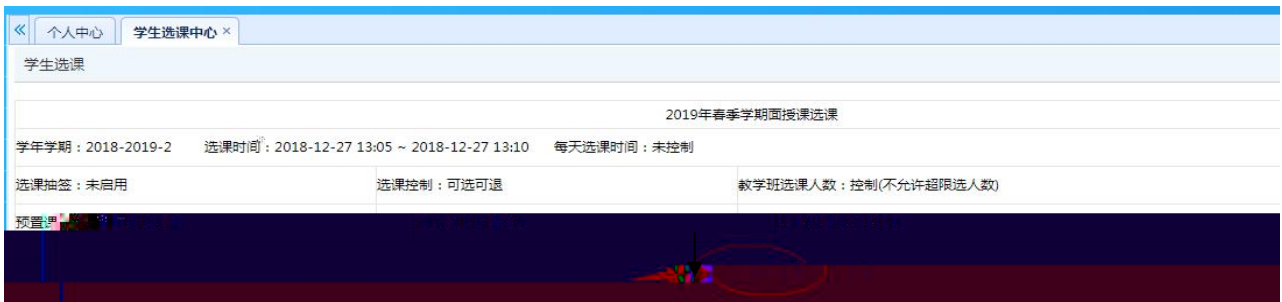 个人中心 学生选课中心 ×
学生选课
2019年春季学期面授课选课
学年学期：2018-2019-2 选课时间：2018-12-27 13:05 ~ 2018-12-27 13:10 每天选课时间：未控制
选课抽签：未启用 选课控制：可选可退 教学班选课人数：控制(不允许超限选人数)
预置课